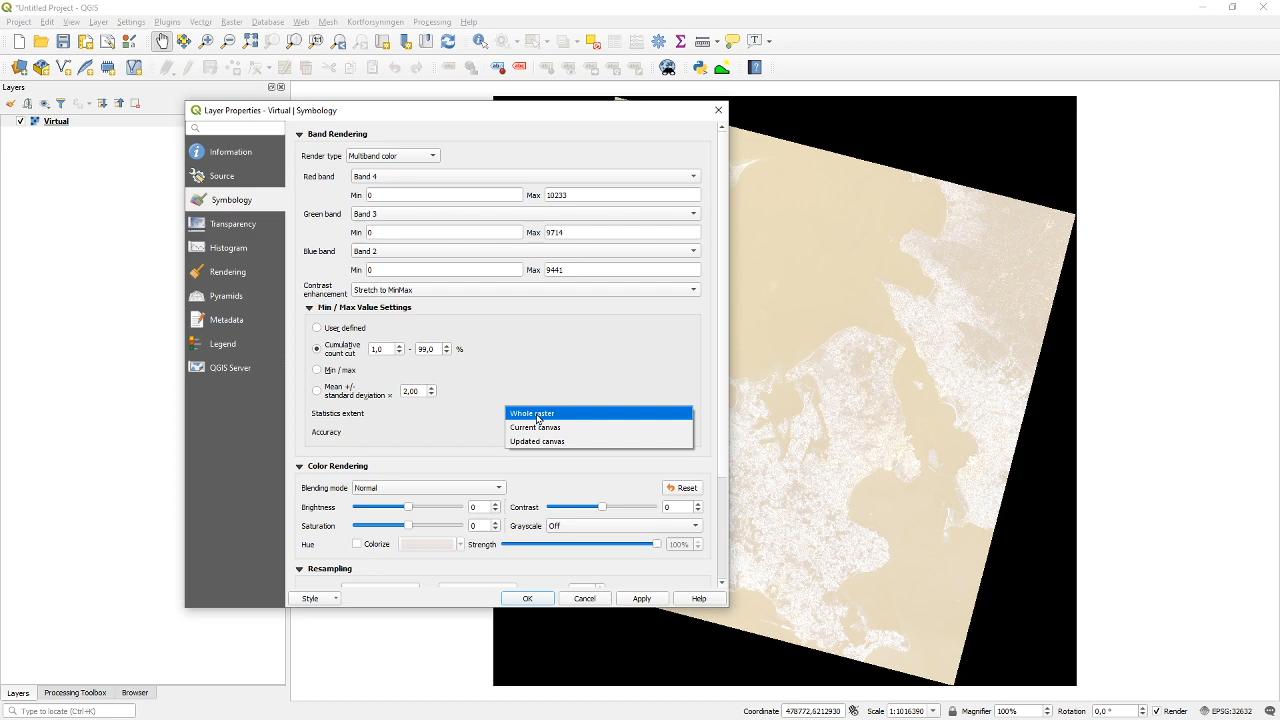 *Untitled Project - QGIS
Project Edit View Layer Settings Plugins Vector Raster Database Web Mesh Kortforsyningen Processing Help
Layers
Virtual
Layer Properties - Virtual | Symbology
Information
Source
Symbology
Transparency
Histogram
Rendering
Pyramids
Metadata
Legend
QGIS Server
Band Rendering
Render type Multiband color
Red band Band 4
Min 0 Max 10233
Green band Band 3
Min 0 Max 9714
Blue band Band 2
Min 0 Max 9441
Contrast enhancement Stretch to MinMax
Min / Max Value Settings
User defined
Cumulative count cut 1,0 - 99,0 %
Min / max
Mean +/- standard deviation × 2,00
Statistics extent Whole raster
Current canvas
Accuracy
Updated canvas
Color Rendering
Blending mode Normal Reset
Brightness 0 Contrast 0
Saturation 0 Grayscale Off
Hue Colorize Strength 100%
Resampling
Style OK Cancel Apply Help
Layers Processing Toolbox Browser
Type to locate (Ctrl+K) Coordinate 478772,6212930 Scale 1:1016390 Magnifier 100% Rotation 0,0 ° Render EPSG:32632